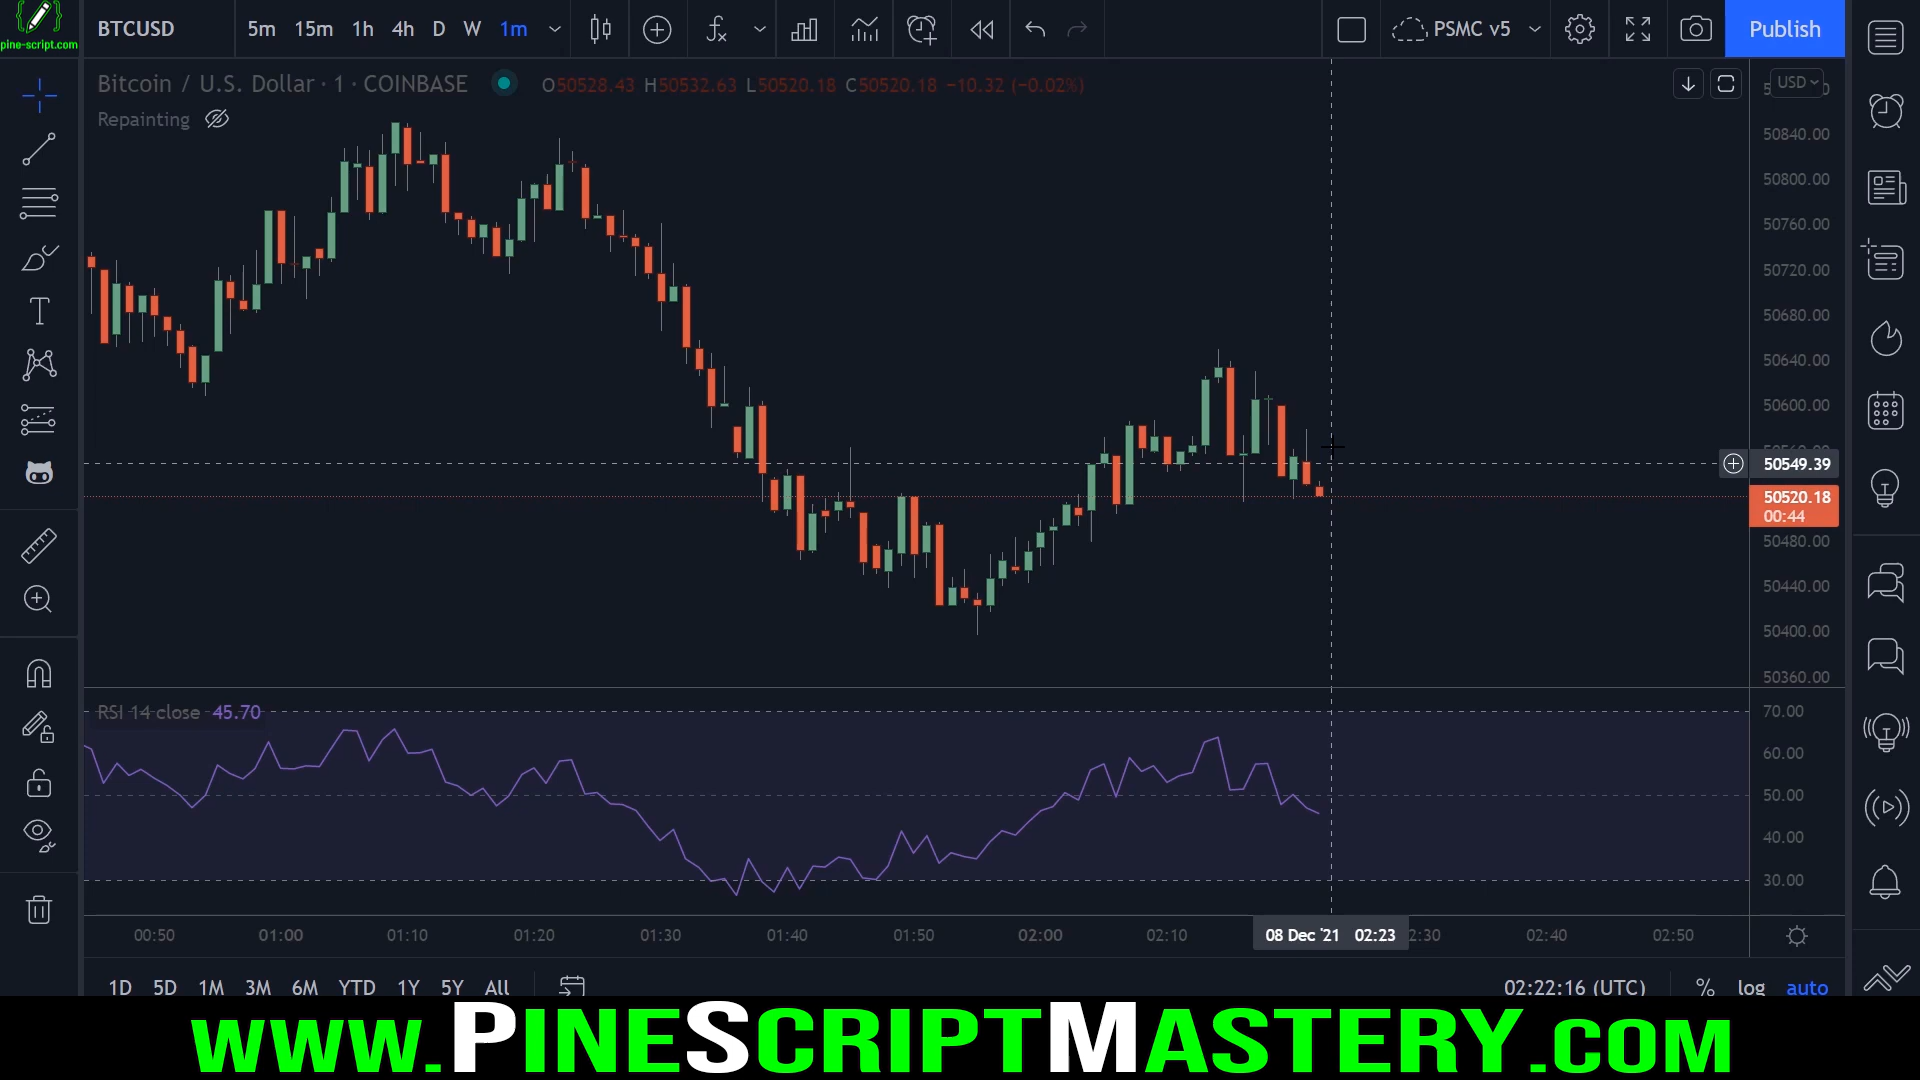 pine-script.com
BTCUSD
5m 15m 1h 4h D W 1m
PSMC v5
Publish
Bitcoin / U.S. Dollar · 1 · COINBASE O50528.43 H50532.63 L50520.18 C50520.18 −10.32 (−0.02%)
USD
Repainting
50840.00
50800.00
50760.00
50720.00
50680.00
50640.00
50600.00
50549.39
50520.18
00:44
50480.00
50440.00
50400.00
50360.00
RSI 14 close 45.70
70.00
60.00
50.00
40.00
30.00
00:50 01:00 01:10 01:20 01:30 01:40 01:50 02:00 02:10 08 Dec '21 02:23 2:30 02:40 02:50
1D 5D 1M 3M 6M YTD 1Y 5Y All 02:22:16 (UTC) % log auto
www.PineScriptMastery.com